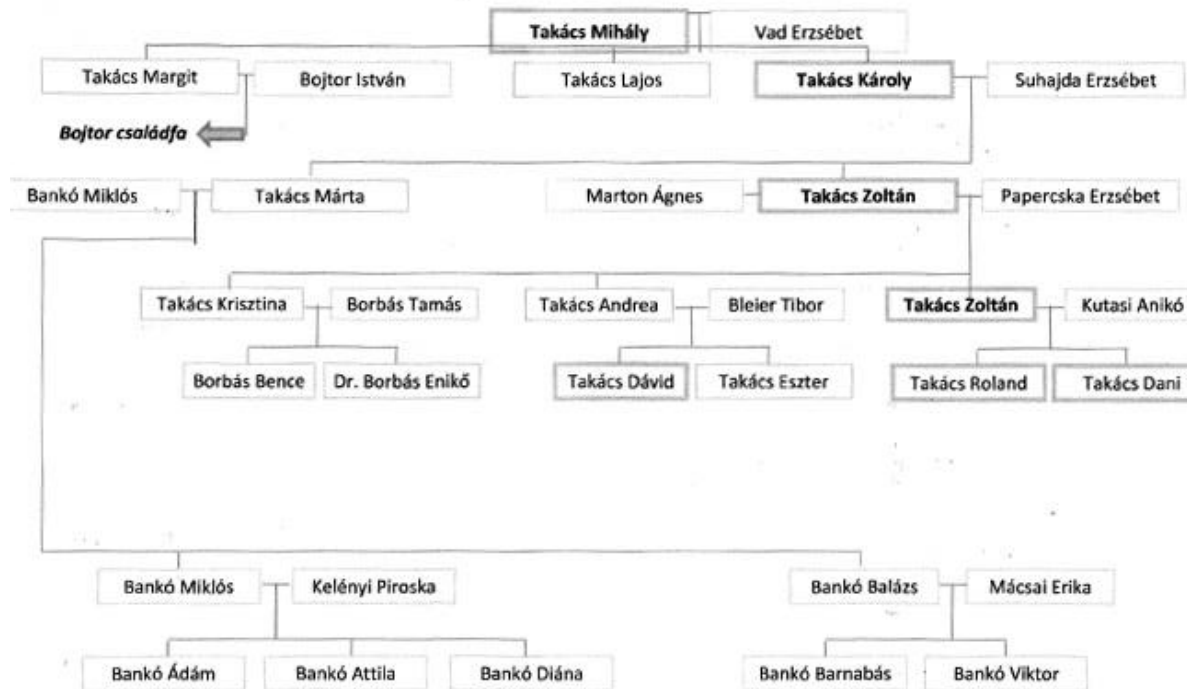 Takács Mihály Vad Erzsébet
Takács Margit Bojtor István Takács Lajos Takács Károly Suhajda Erzsébet
Bojtor családfa
Bankó Miklós Takács Márta Marton Ágnes Takács Zoltán Papercska Erzsébet
Takács Krisztina Borbás Tamás Takács Andrea Bleier Tibor Takács Zoltán Kutasi Anikó
Borbás Bence Dr. Borbás Enikő Takács Dávid Takács Eszter Takács Roland Takács Dani
Bankó Miklós Kelényi Piroska Bankó Balázs Mácsai Erika
Bankó Ádám Bankó Attila Bankó Diána Bankó Barnabás Bankó Viktor